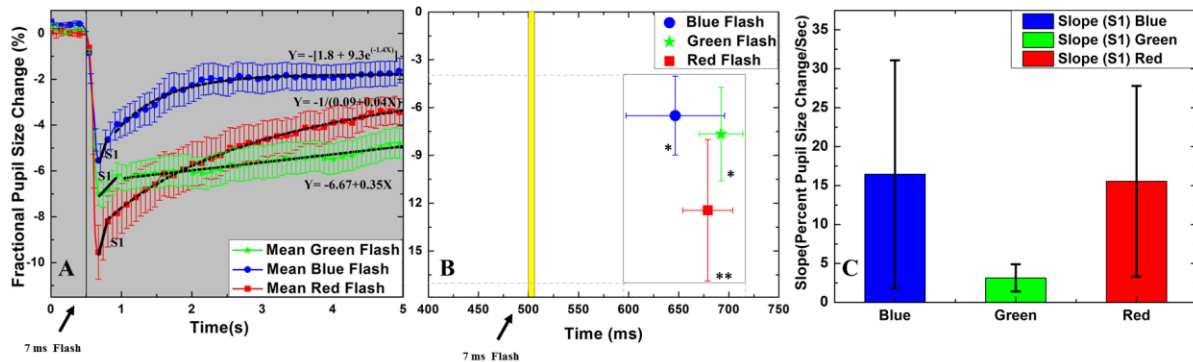 Fractional Pupil Size Change (%)
0
-2
-4
-6
-8
-10
A
S1
S1
S1
Y= -[1.8 + 9.3e^(-1.4X)]
Y= -1/(0.09+0.04X)
Y= -6.67+0.35X
Mean Green Flash
Mean Blue Flash
Mean Red Flash
0 1 2 3 4 5
Time(s)
7 ms Flash
0
3
6
9
12
15
B
Blue Flash
Green Flash
Red Flash
*
*
**
400 450 500 550 600 650 700 750 800
Time (ms)
7 ms Flash
Slope(Percent Pupil Size Change/Sec)
35
30
25
20
15
10
5
0
C
Slope (S1) Blue
Slope (S1) Green
Slope (S1) Red
Blue Green Red